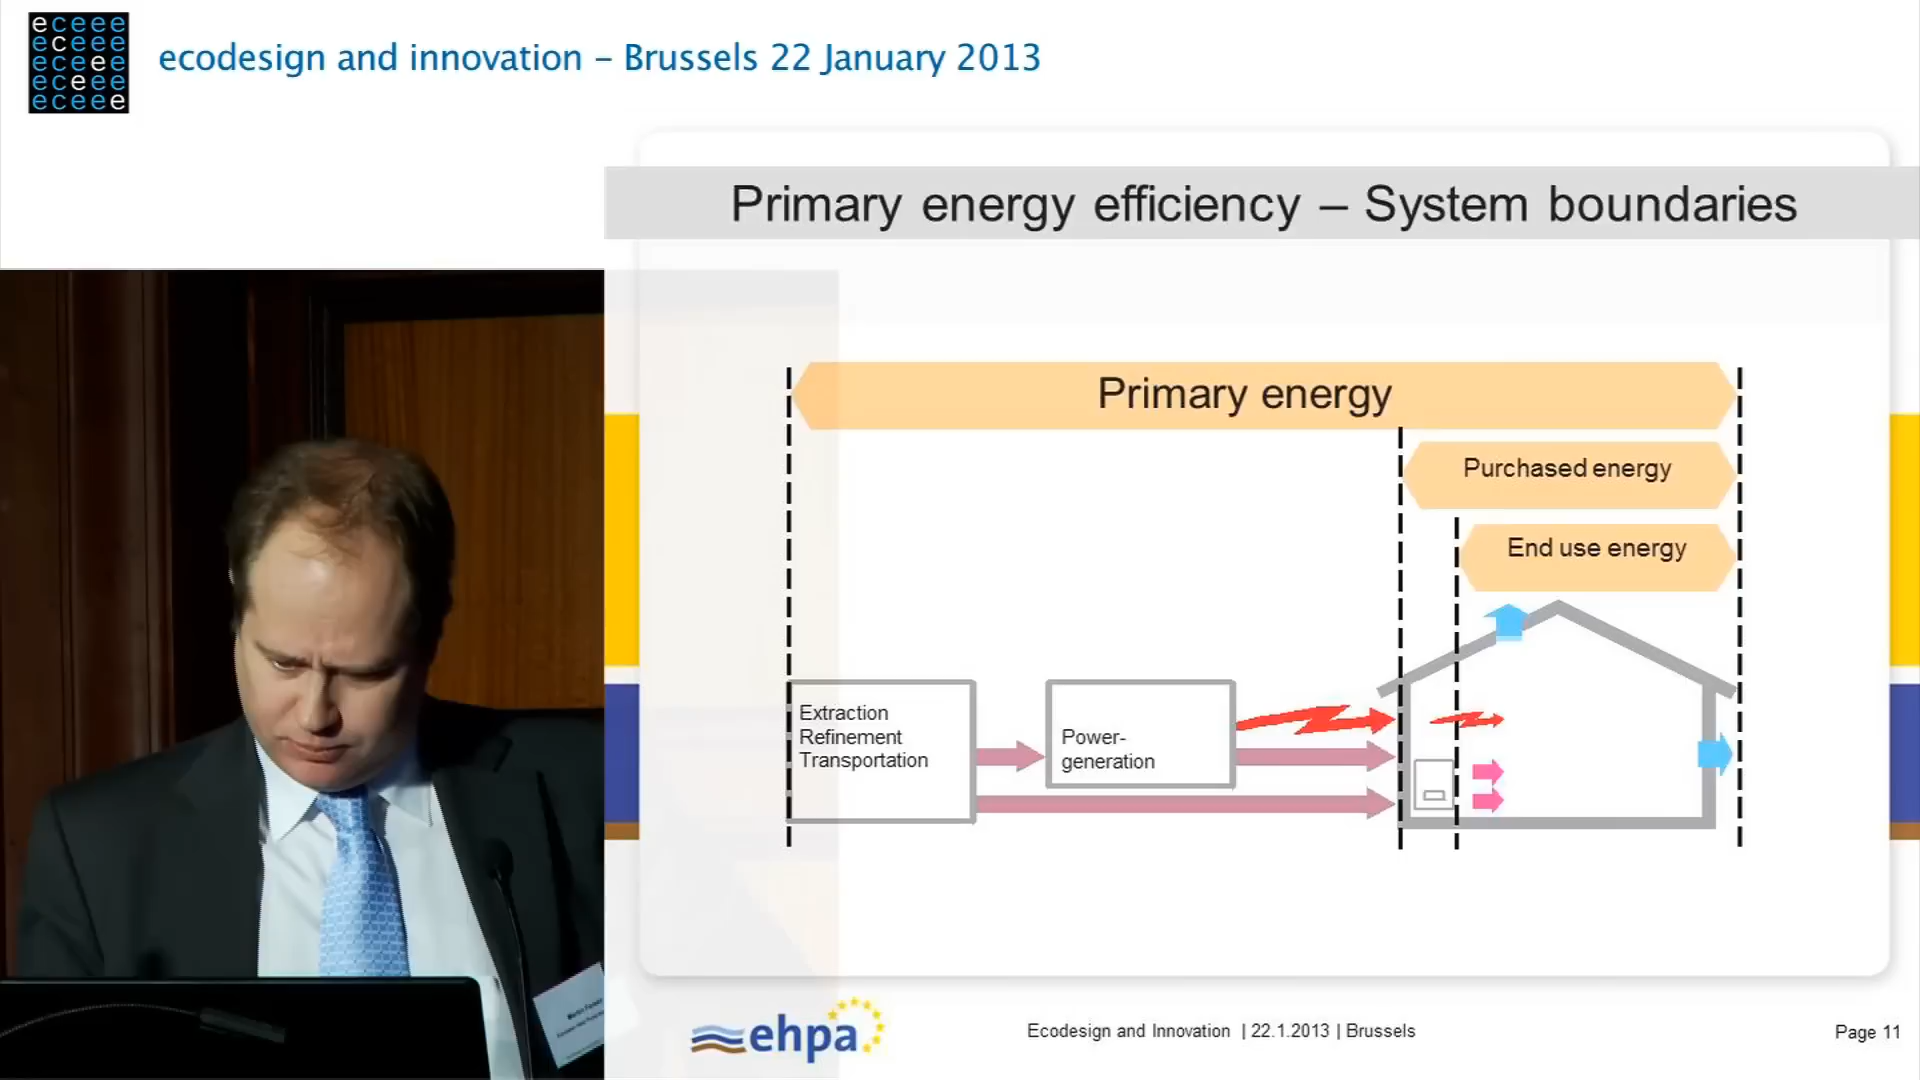 eceee
eceee
eceee
eceee
eceee
ecodesign and innovation – Brussels 22 January 2013
Primary energy efficiency – System boundaries
Primary energy
Purchased energy
End use energy
Extraction
Refinement
Transportation
Power-
generation
ehpa
Ecodesign and Innovation | 22.1.2013 | Brussels
Page 11